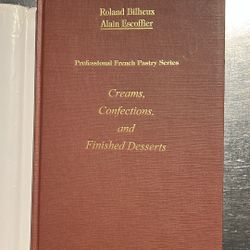 Roland Bilheux
Alain Escoffier
Professional French Pastry Series
Creams,
Confections,
and
Finished Desserts